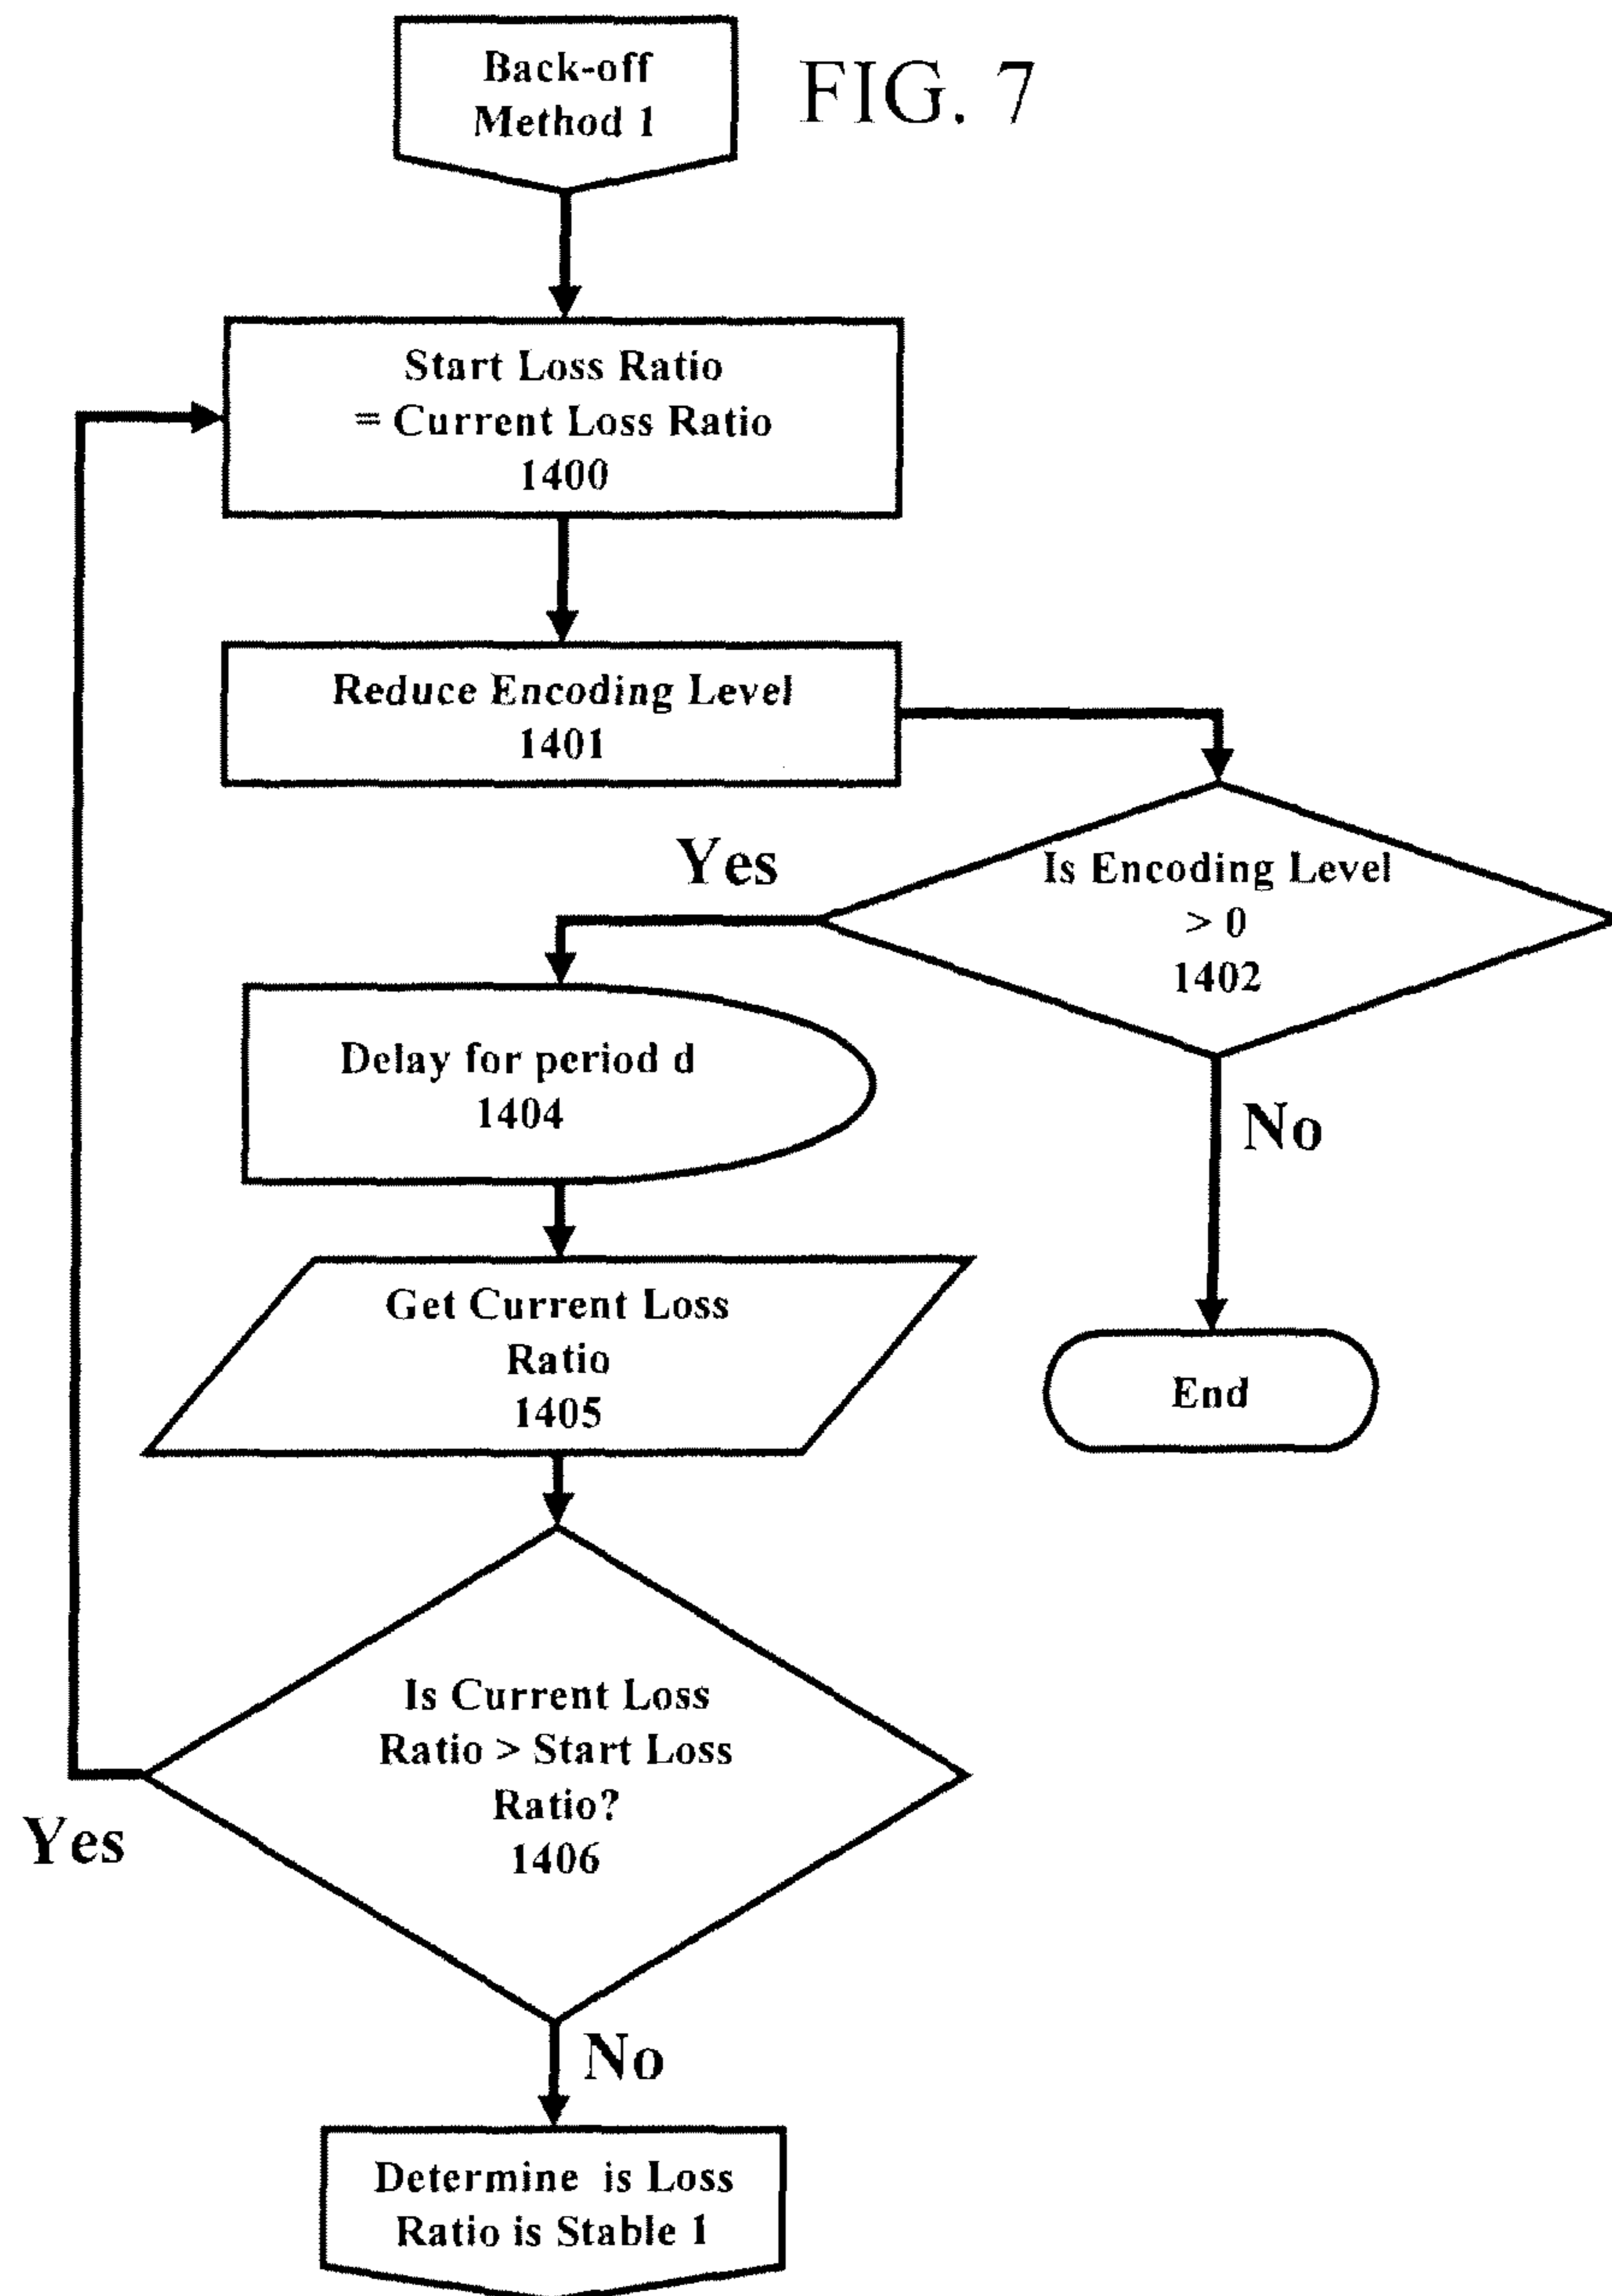 Back-off
Method 1
FIG. 7
Start Loss Ratio
= Current Loss Ratio
1400
Reduce Encoding Level
1401
Yes
Is Encoding Level
> 0
1402
Delay for period d
1404
No
Get Current Loss
Ratio
1405
End
Is Current Loss
Ratio > Start Loss
Ratio?
1406
Yes
No
Determine is Loss
Ratio is Stable 1